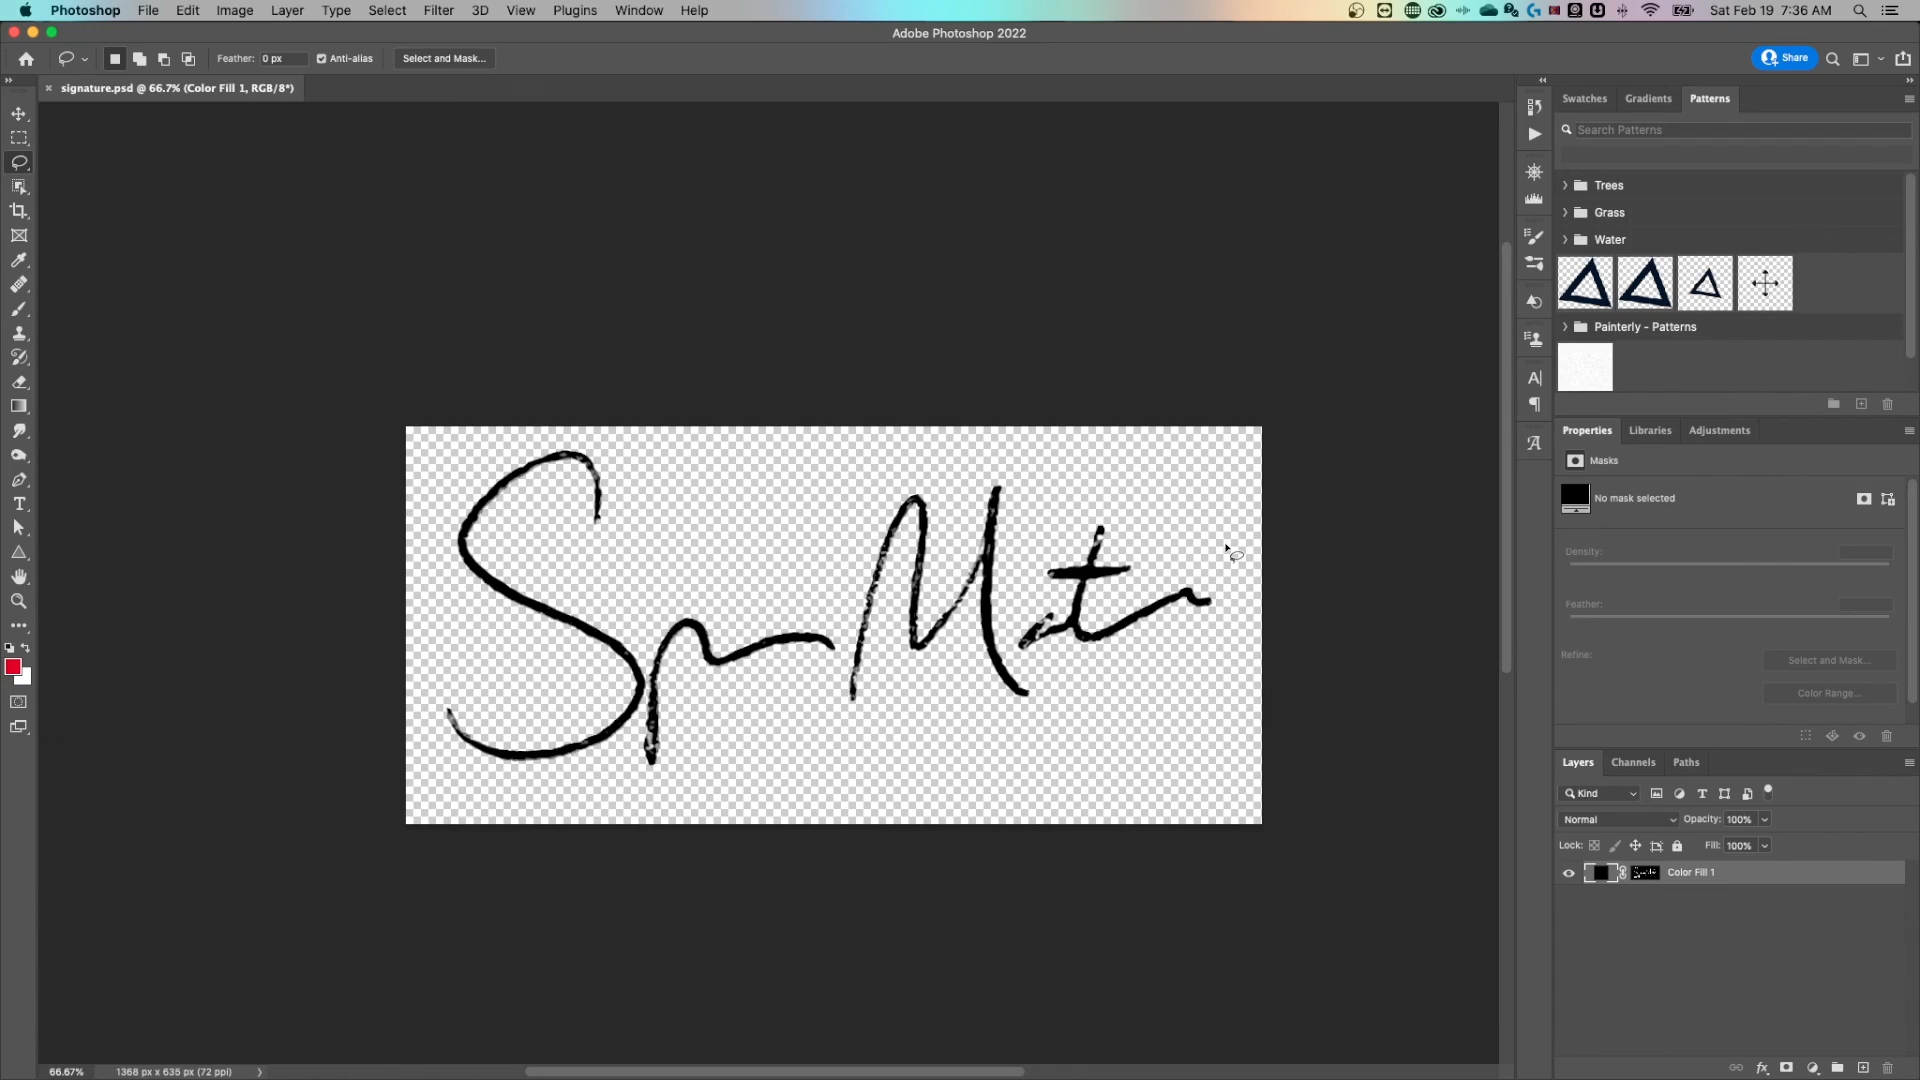 Photoshop File Edit Image Layer Type Select Filter 3D View Plugins Window Help Sat Feb 19 7:36 AM
Adobe Photoshop 2022
Feather: 0 px Anti-alias Select and Mask... Share
signature.psd @ 66.7% (Color Fill 1, RGB/8*)
Swatches Gradients Patterns
Search Patterns
Trees
Grass
Water
Painterly - Patterns
Properties Libraries Adjustments
Masks
No mask selected
Density:
Feather:
Refine: Select and Mask...
Color Range...
Layers Channels Paths
Kind
Normal Opacity: 100%
Lock: Fill: 100%
Color Fill 1
66.67% 1368 px x 635 px (72 ppi)